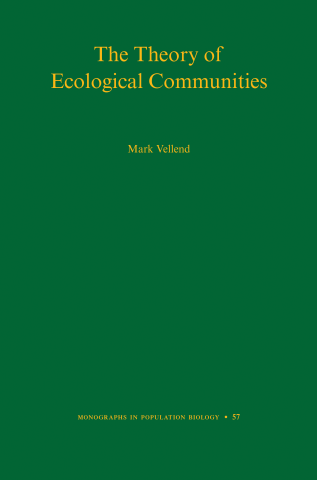 The Theory of
Ecological Communities
Mark Vellend
MONOGRAPHS IN POPULATION BIOLOGY • 57